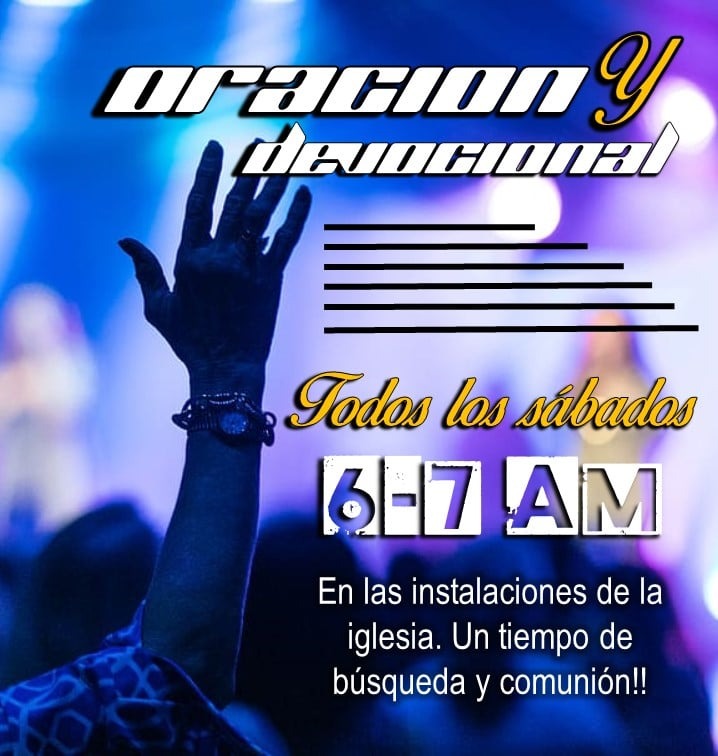 oracion Y
devocional
Todos los sábados
6-7 AM
En las instalaciones de la
iglesia. Un tiempo de
búsqueda y comunión!!